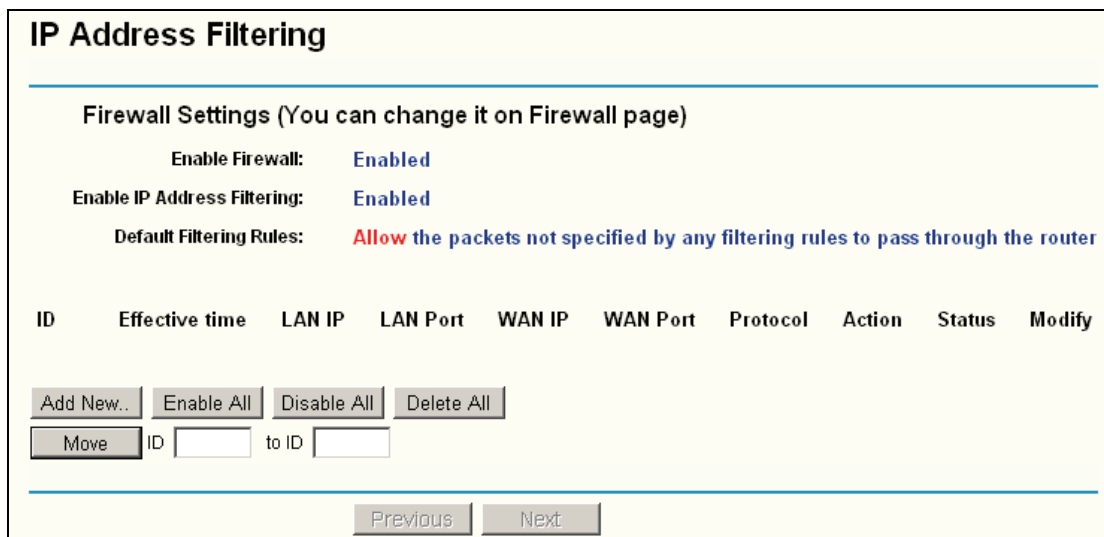 IP Address Filtering
Firewall Settings (You can change it on Firewall page)
Enable Firewall: Enabled
Enable IP Address Filtering: Enabled
Default Filtering Rules: Allow the packets not specified by any filtering rules to pass through the router
ID Effective time LAN IP LAN Port WAN IP WAN Port Protocol Action Status Modify
Add New.. Enable All Disable All Delete All
Move ID to ID
Previous Next